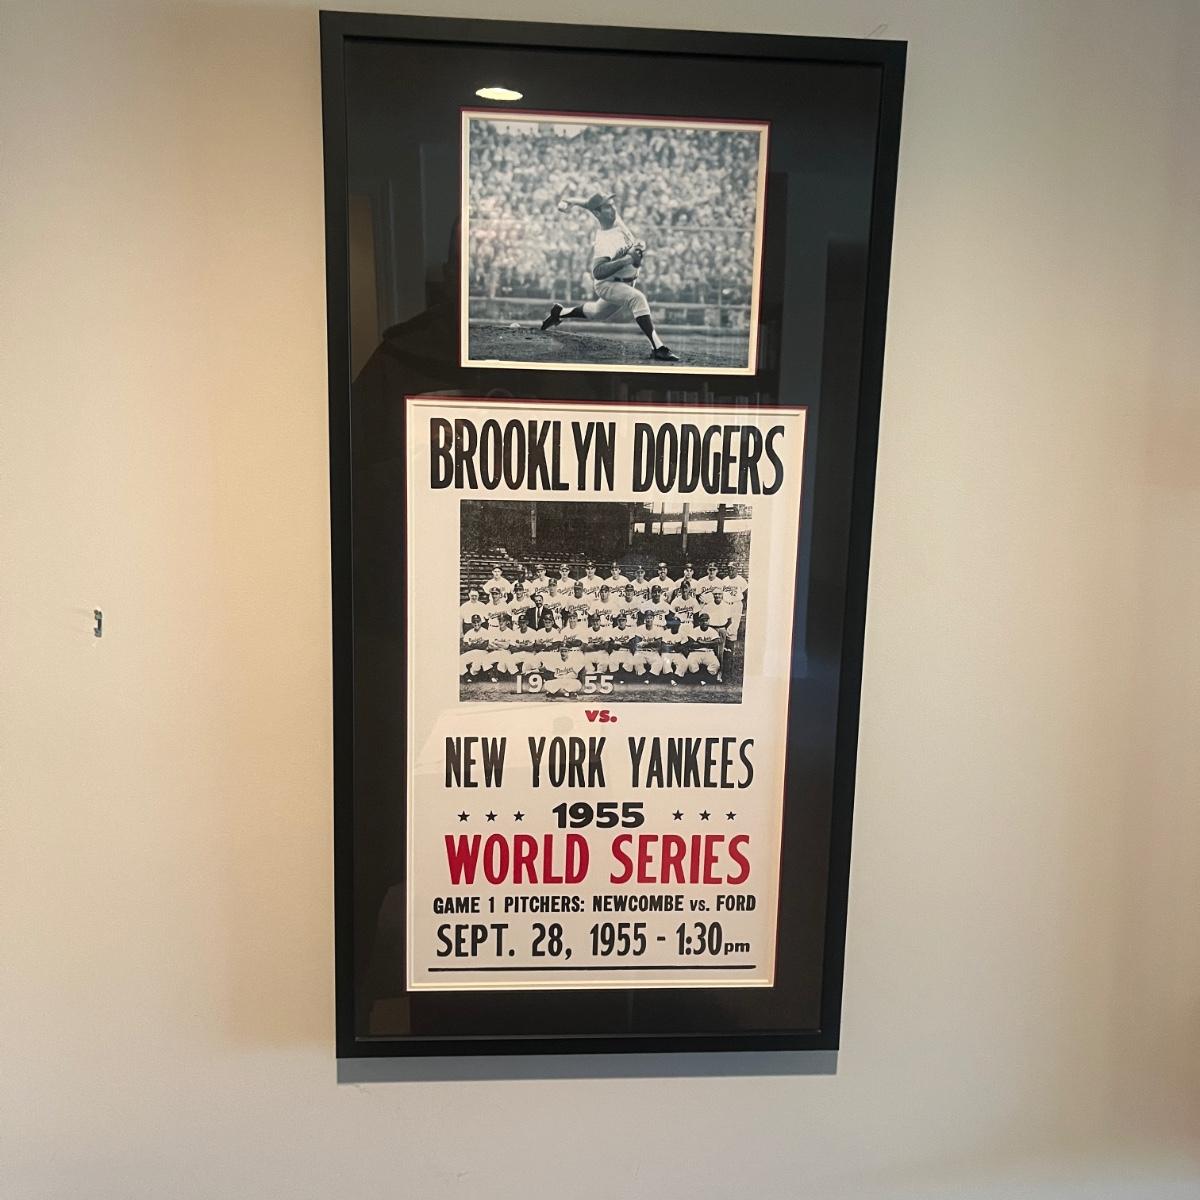 BROOKLYN DODGERS
19 55
vs.
NEW YORK YANKEES
★ ★ ★ 1955 ★ ★ ★
WORLD SERIES
GAME 1 PITCHERS: NEWCOMBE vs. FORD
SEPT. 28, 1955 - 1:30pm